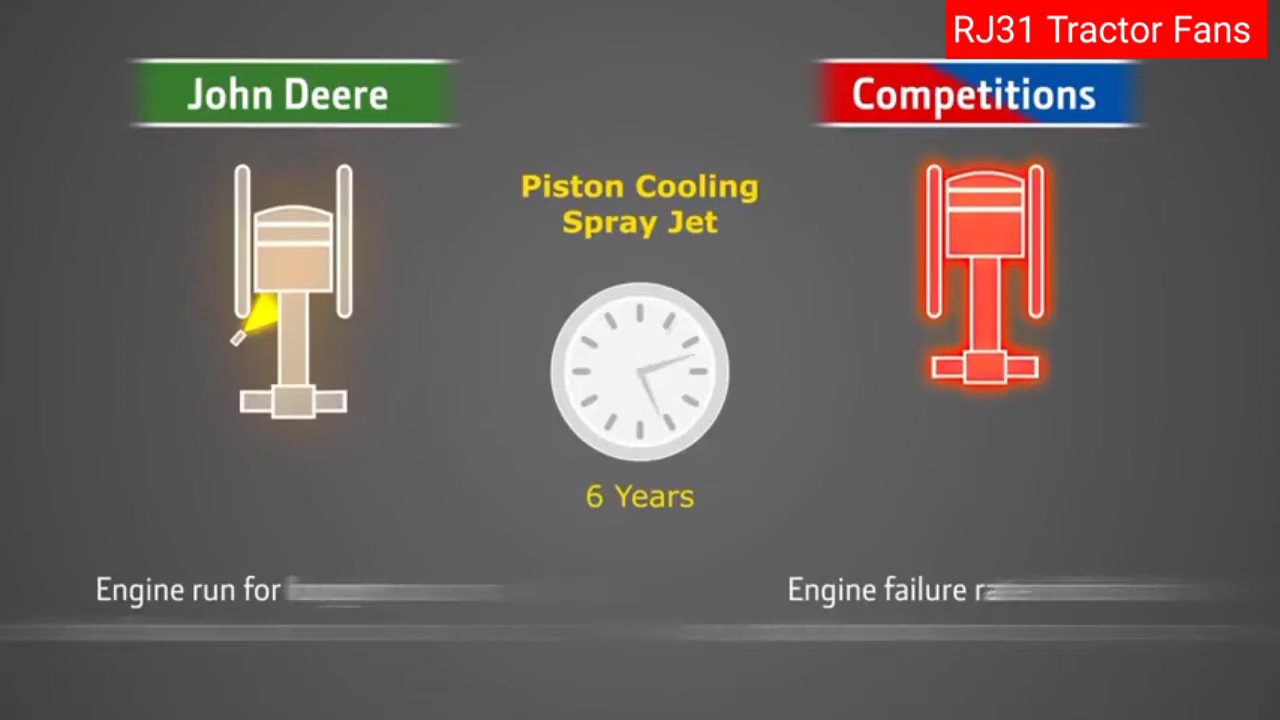 RJ31 Tractor Fans
John Deere
Competitions
Piston Cooling
Spray Jet
6 Years
Engine run for
Engine failure